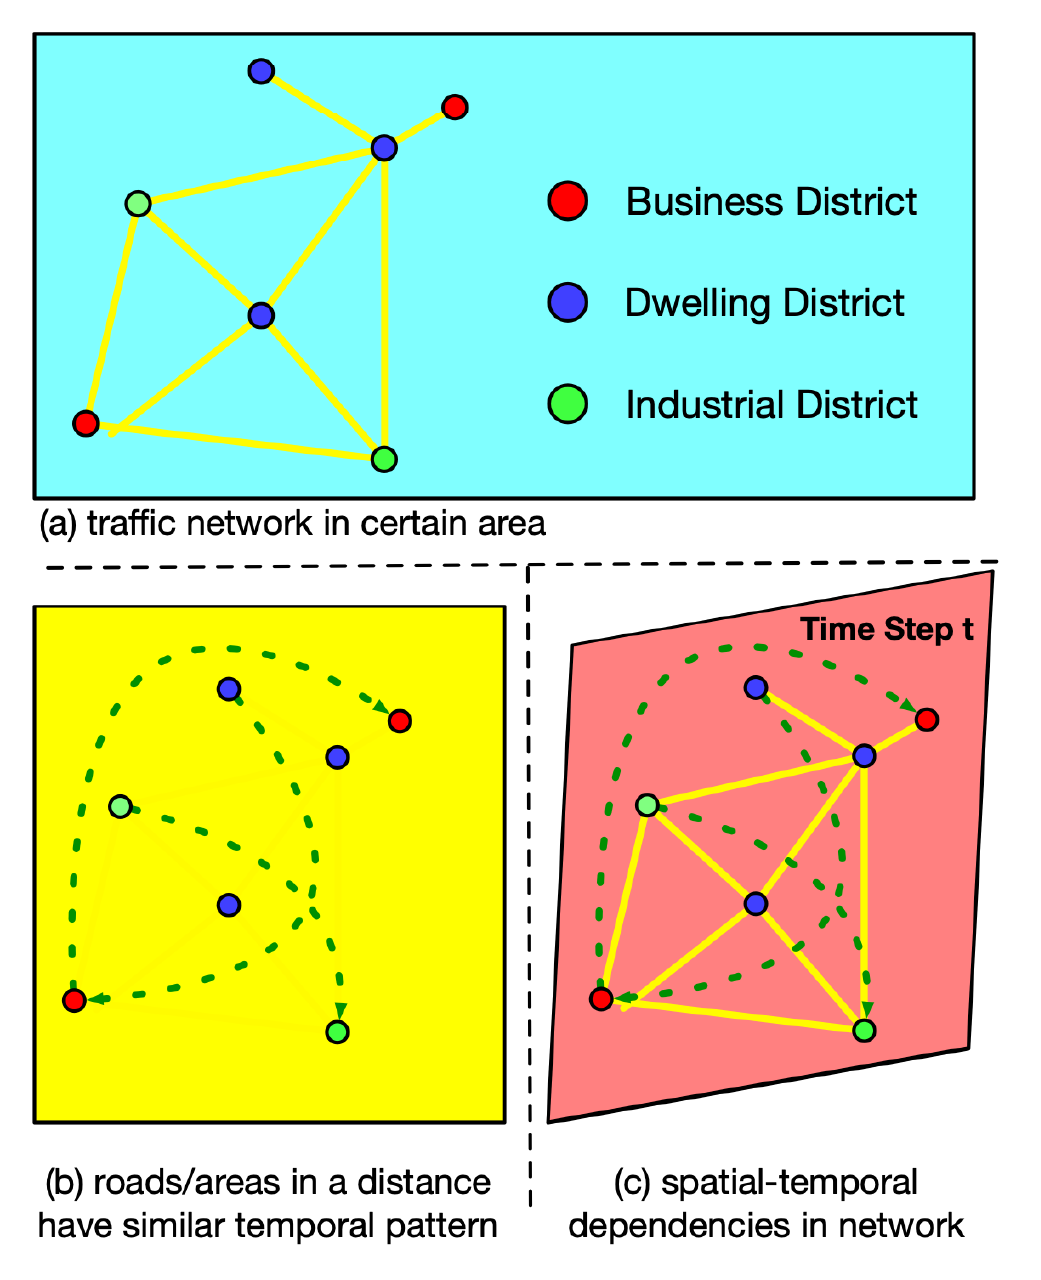 Business District
Dwelling District
Industrial District
(a) traffic network in certain area
Time Step t
(b) roads/areas in a distance
have similar temporal pattern
(c) spatial-temporal
dependencies in network